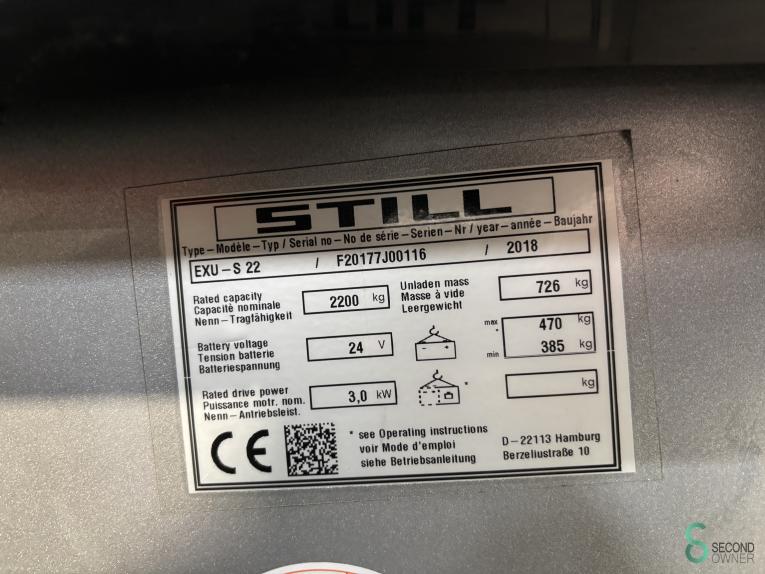 STILL
Type – Modèle – Typ / Serial no – No de série – Serien – Nr / year – année – Baujahr
EXU – S 22 / F20177J00116 / 2018
Rated capacity
Capacité nominale
Nenn – Tragfähigkeit
2200 kg
Unladen mass
Masse à vide
Leergewicht
726 kg
Battery voltage
Tension batterie
Batteriespannung
24 V
- +
max 470 kg
*
min 385 kg
Rated drive power
Puissance motr. nom.
Nenn – Antriebsleist.
3,0 kW
*
kg
CE
* see Operating instructions
voir Mode d'emploi
siehe Betriebsanleitung
D – 22113 Hamburg
Berzeliustraße 10
SECOND
OWNER